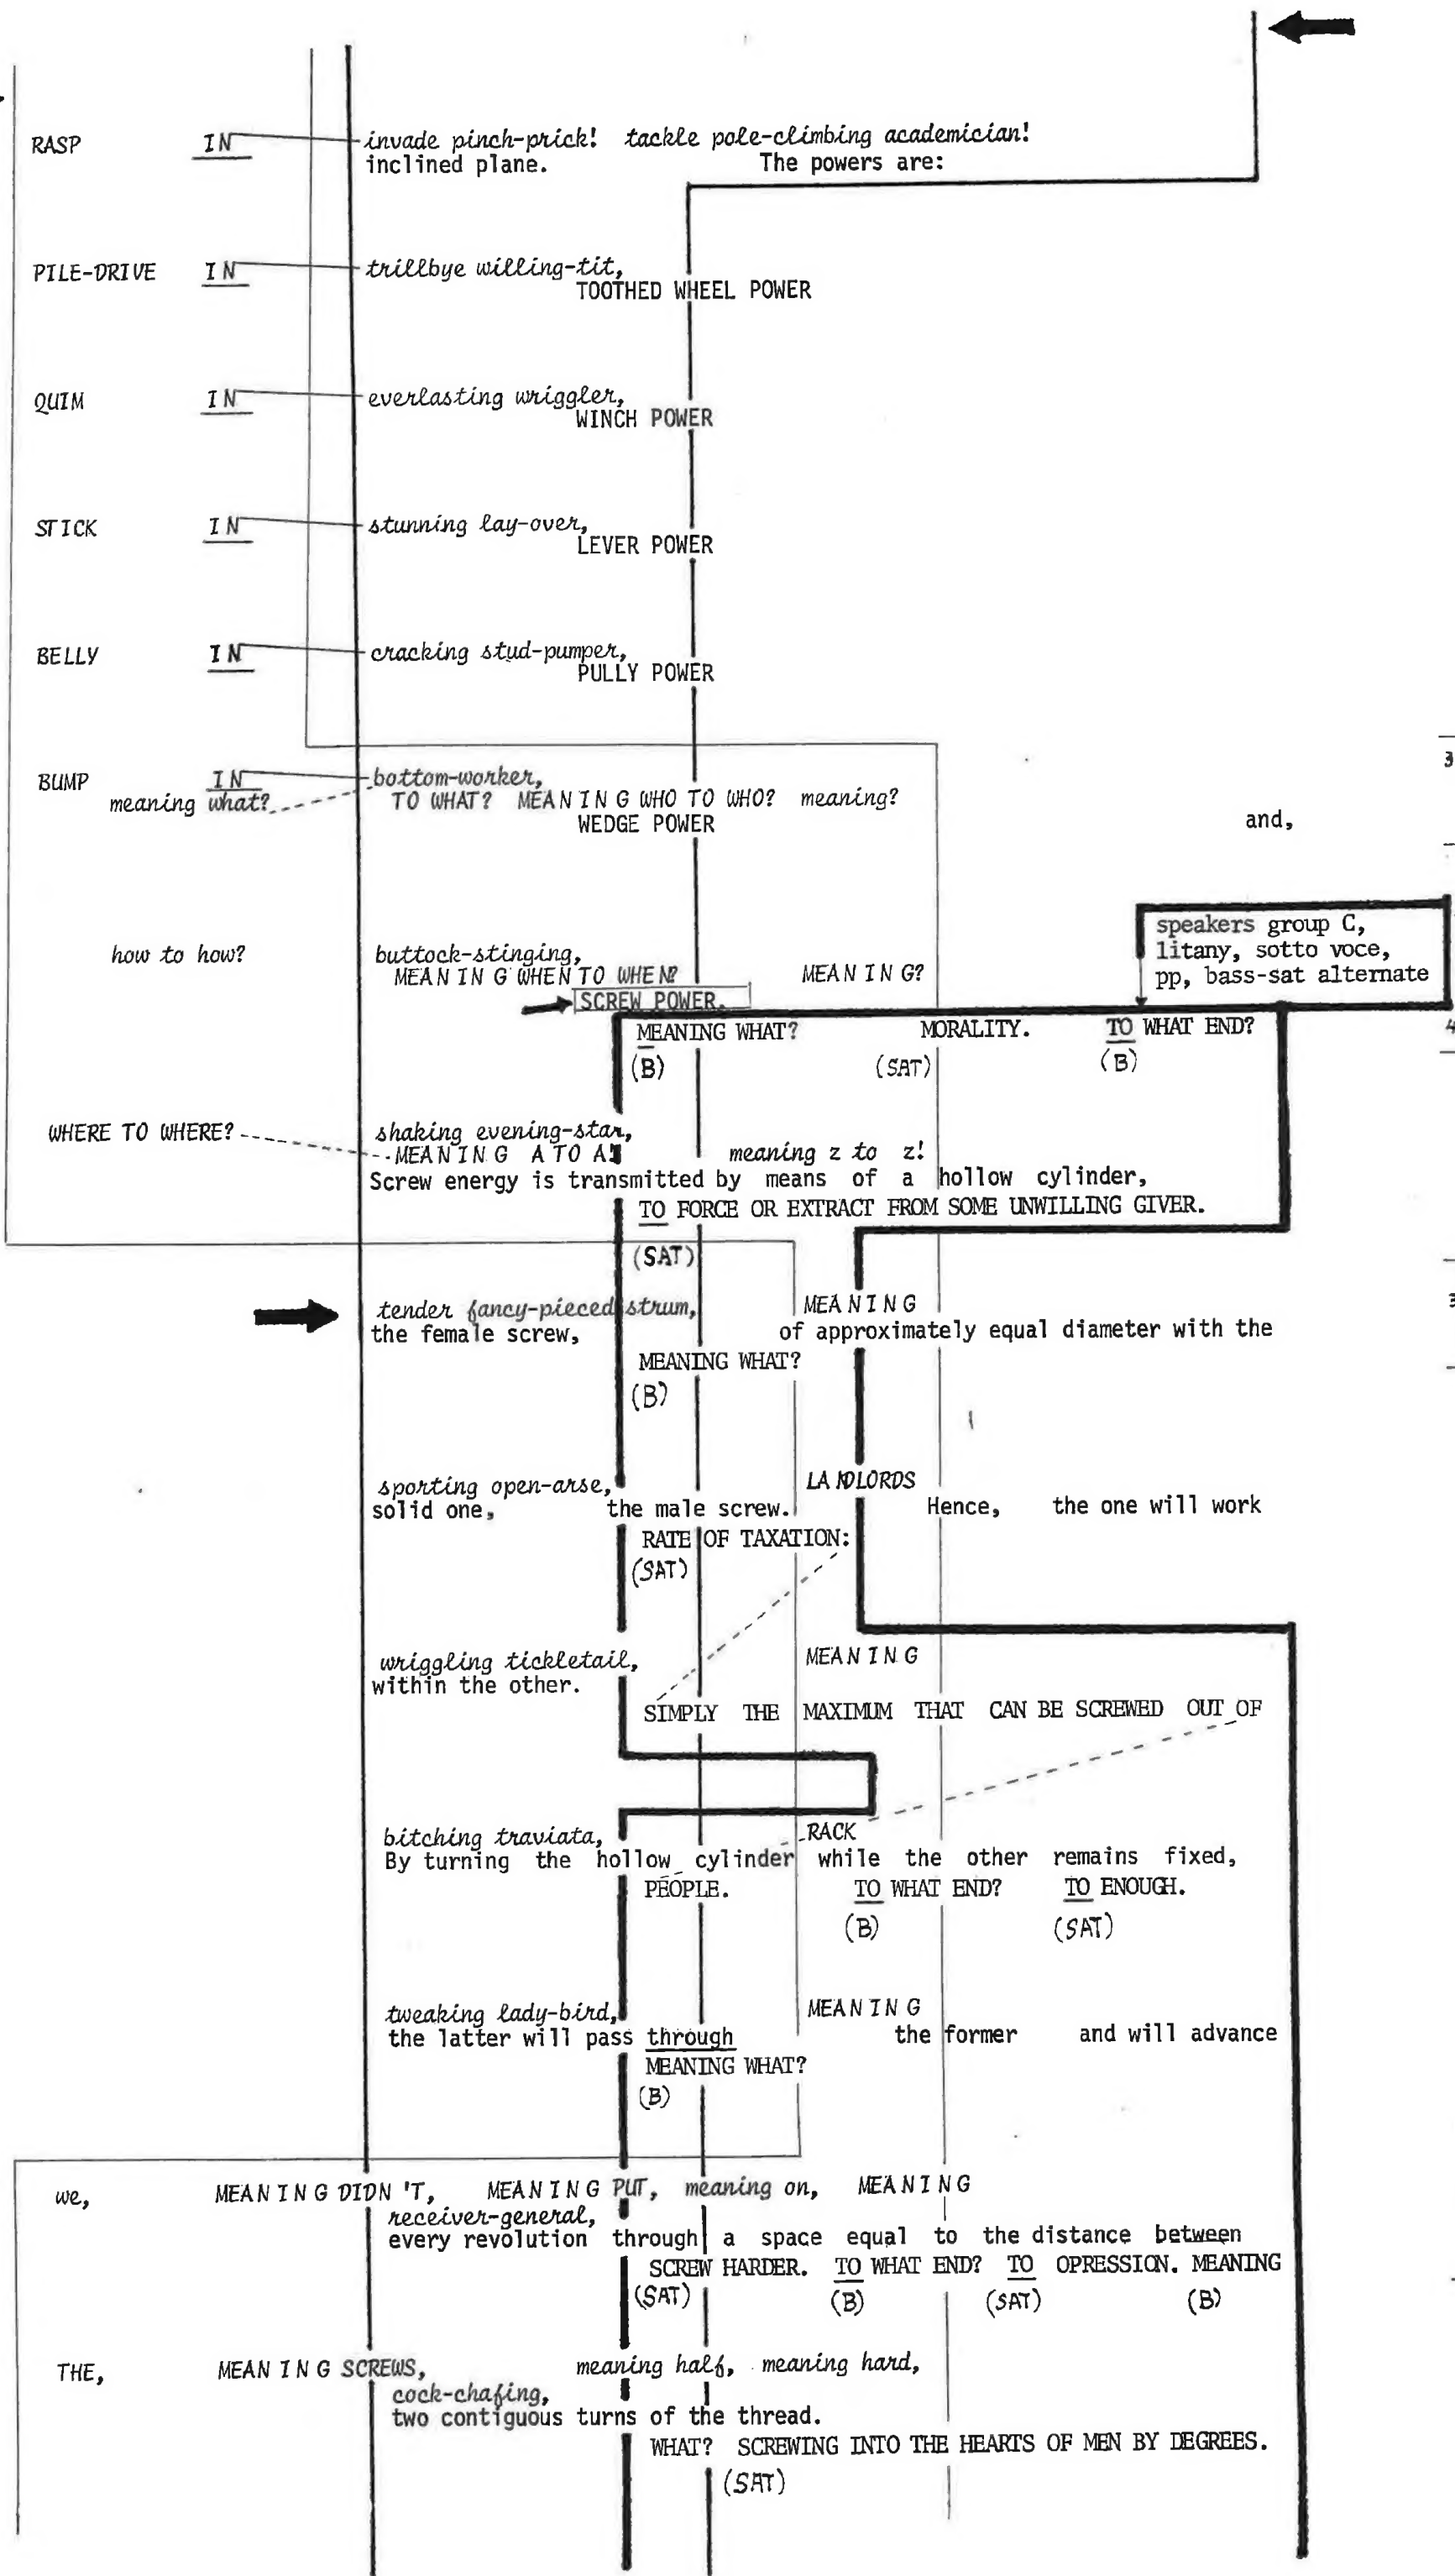 RASP IN invade pinch-prick! tackle pole-climbing academician!
inclined plane. The powers are:
PILE-DRIVE IN trillbye willing-tit,
TOOTHED WHEEL POWER
QUIM IN everlasting wriggler,
WINCH POWER
STICK IN stunning lay-over,
LEVER POWER
BELLY IN cracking stud-pumper,
PULLY POWER
3
BUMP IN bottom-worker,
meaning what? TO WHAT? MEANING WHO TO WHO? meaning?
WEDGE POWER and,
speakers group C,
litany, sotto voce,
pp, bass-sat alternate
how to how? buttock-stinging,
MEANING WHEN TO WHEN? MEANING?
SCREW POWER.
MEANING WHAT? MORALITY. TO WHAT END? 4
(B) (SAT) (B)
WHERE TO WHERE? shaking evening-star,
MEANING A TO A! meaning z to z!
Screw energy is transmitted by means of a hollow cylinder,
TO FORCE OR EXTRACT FROM SOME UNWILLING GIVER.
(SAT)
tender fancy-pieced strum, MEANING 3
the female screw, of approximately equal diameter with the
MEANING WHAT?
(B)
sporting open-arse, LANDLORDS
solid one, the male screw. Hence, the one will work
RATE OF TAXATION:
(SAT)
wriggling tickletail, MEANING
within the other.
SIMPLY THE MAXIMUM THAT CAN BE SCREWED OUT OF
bitching traviata, RACK
By turning the hollow cylinder while the other remains fixed,
PEOPLE. TO WHAT END? TO ENOUGH.
(B) (SAT)
tweaking lady-bird, MEANING
the latter will pass through the former and will advance
MEANING WHAT?
(B)
we, MEANING DIDN'T, MEANING PUT, meaning on, MEANING
receiver-general,
every revolution through a space equal to the distance between
SCREW HARDER. TO WHAT END? TO OPRESSION. MEANING
(SAT) (B) (SAT) (B)
THE, MEANING SCREWS, meaning half, meaning hard,
cock-chafing,
two contiguous turns of the thread.
WHAT? SCREWING INTO THE HEARTS OF MEN BY DEGREES.
(SAT)